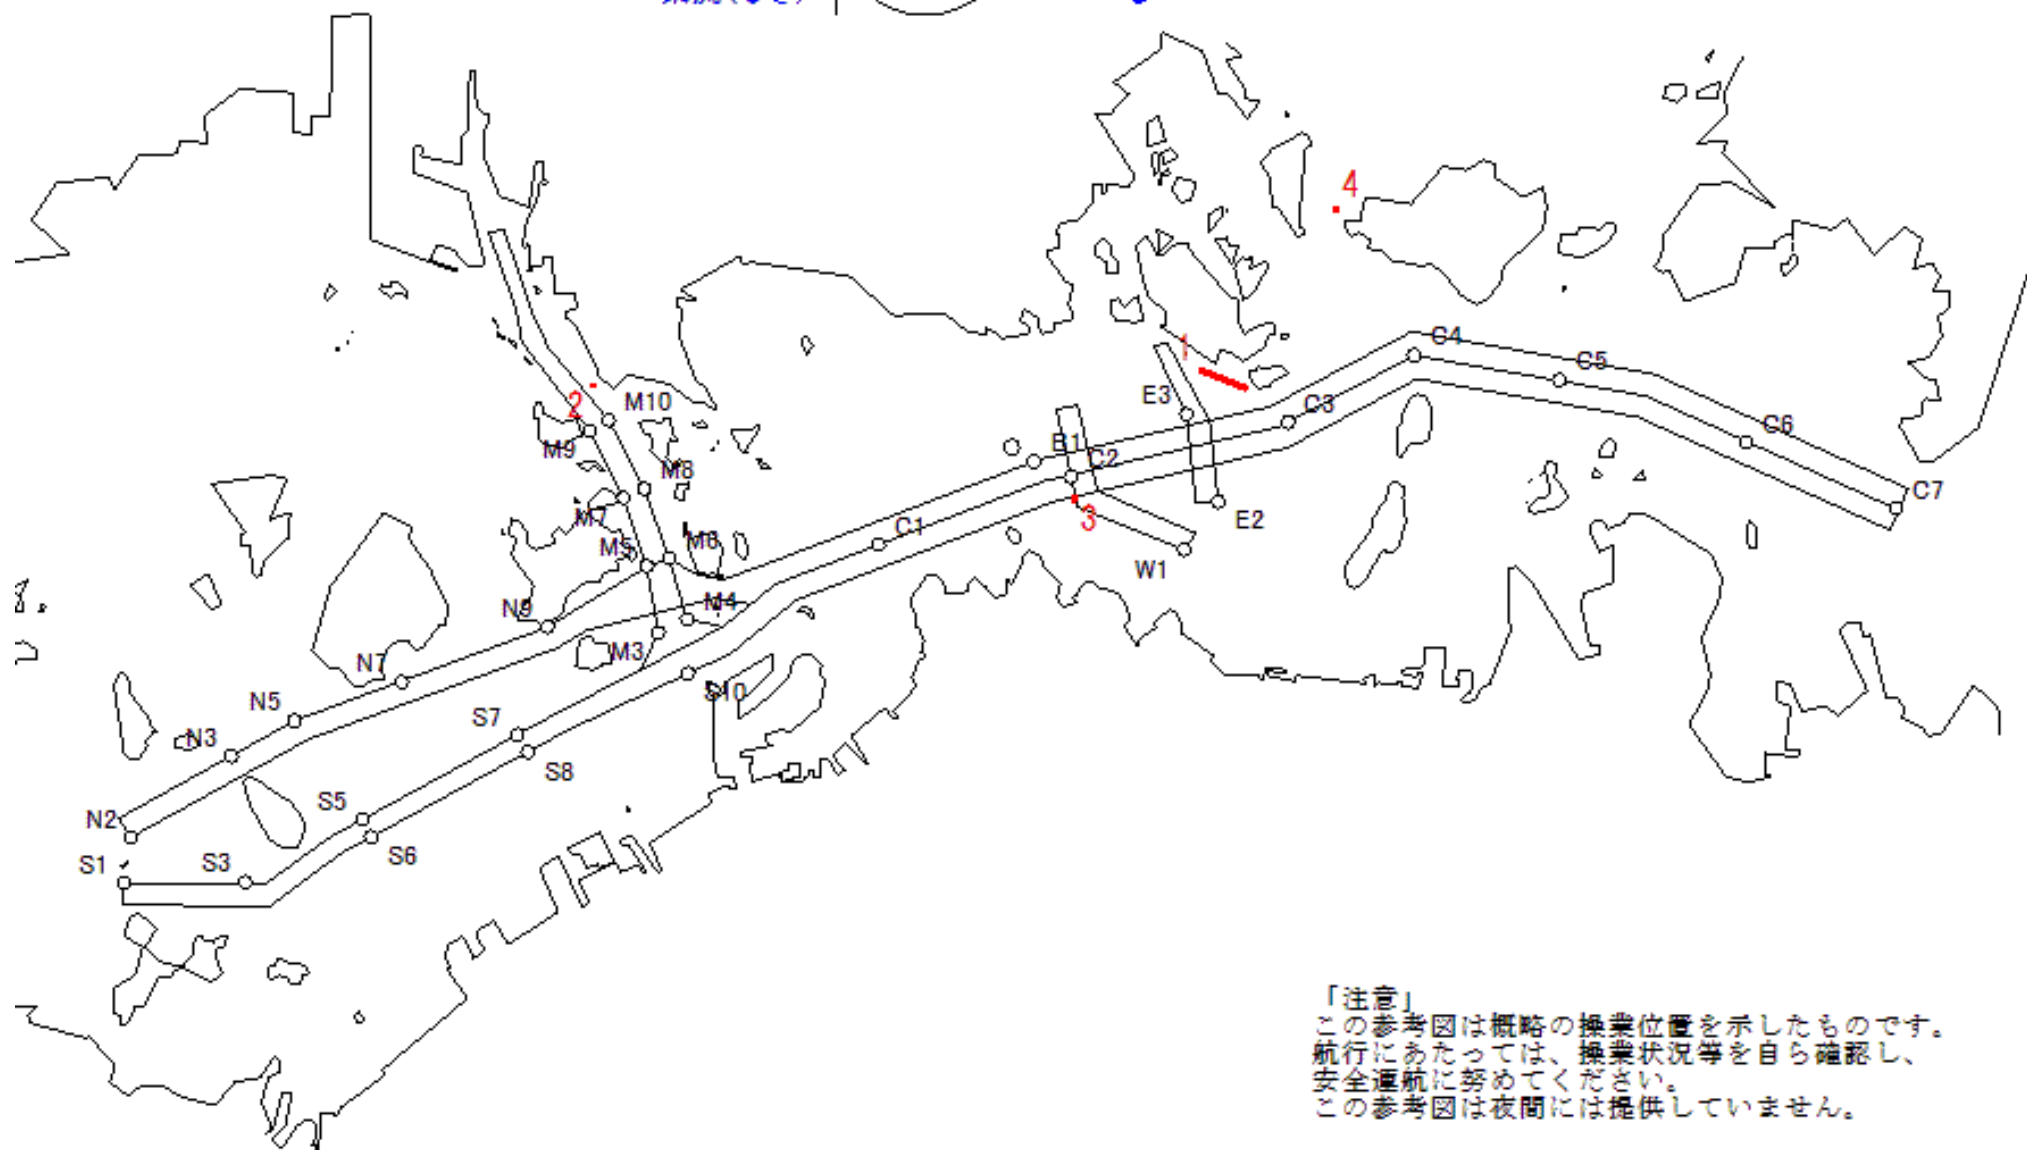 4
1
C4
C5
E3
M10
2
C3
C6
B1
M9
C2
M8
C7
M7
3
E2
C1
M6
M5
W1
N9
M4
M3
N7
S10
N5
S7
N3
S8
S5
N2
S6
S1
S3
「注意」
この参考図は概略の操業位置を示したものです。
航行にあたっては、操業状況等を自ら確認し、
安全運航に努めてください。
この参考図は夜間には提供していません。